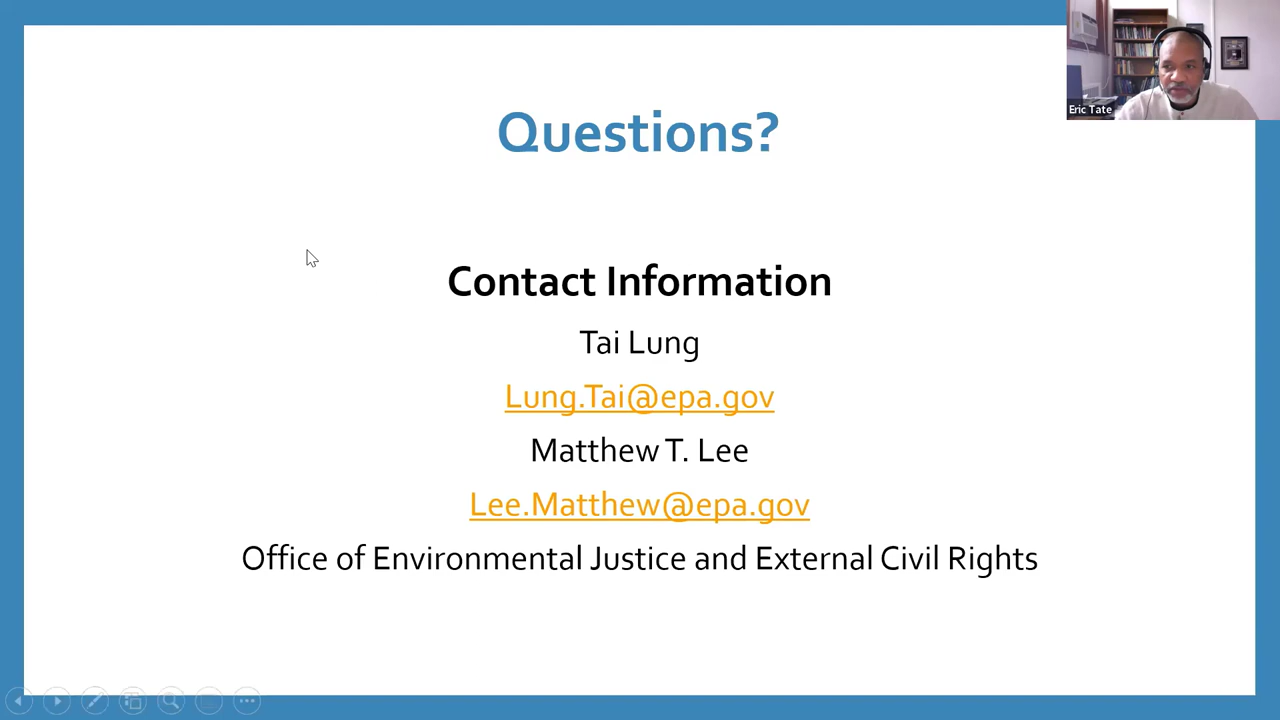 Questions?
Eric Tate
Contact Information
Tai Lung
Lung.Tai@epa.gov
Matthew T. Lee
Lee.Matthew@epa.gov
Office of Environmental Justice and External Civil Rights